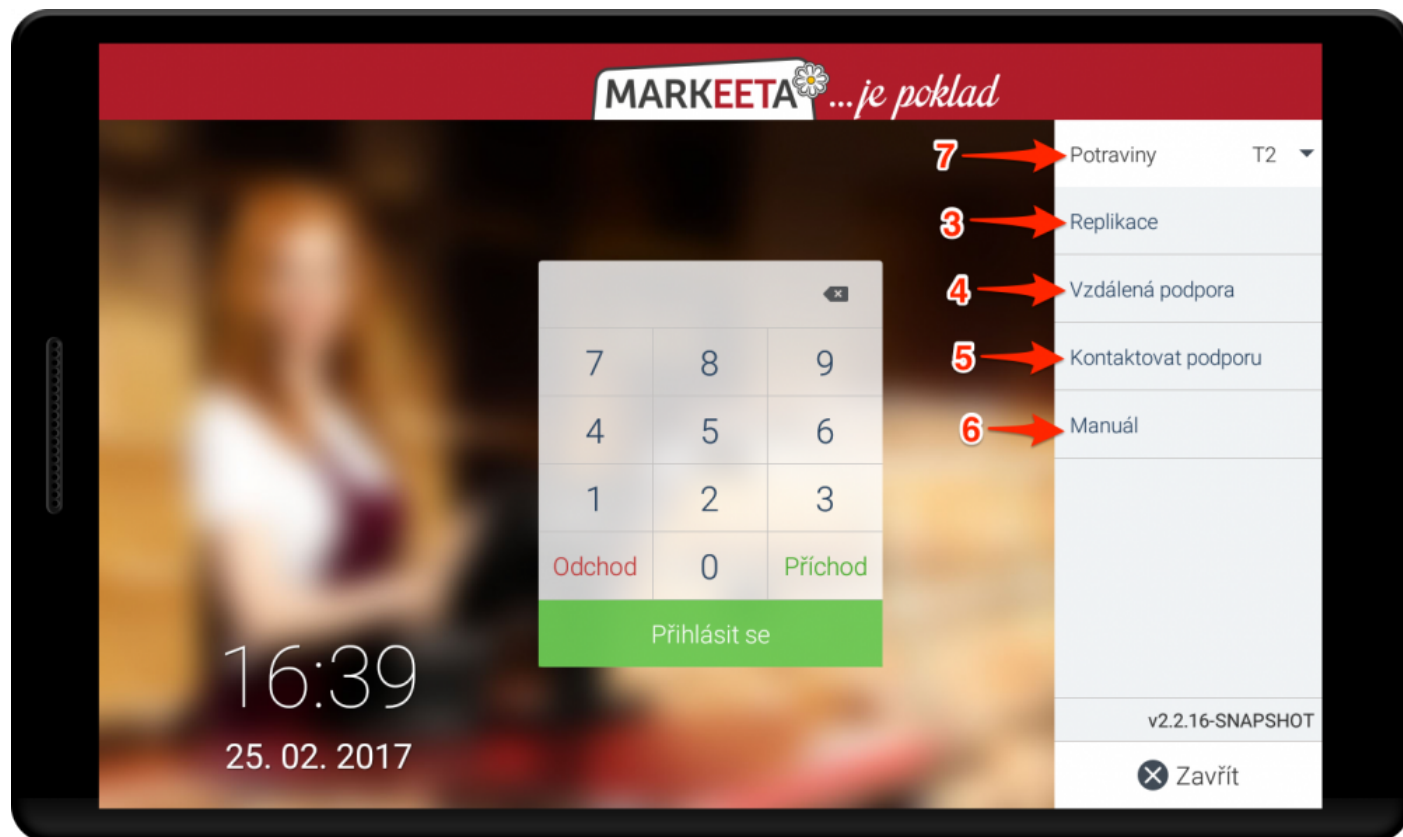 MARKEETA ...je poklad
7 Potraviny T2
3 Replikace
4 Vzdálená podpora
5 Kontaktovat podporu
6 Manuál
7 8 9
4 5 6
1 2 3
Odchod 0 Příchod
Přihlásit se
16:39
25. 02. 2017
v2.2.16-SNAPSHOT
Zavřít